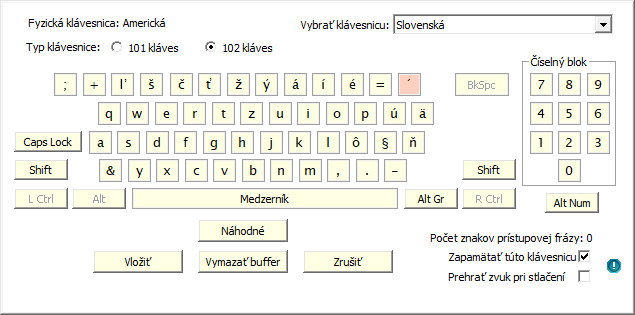 Fyzická klávesnica: Americká
Vybrať klávesnicu: Slovenská
Typ klávesnice: 101 kláves 102 kláves
Číselný blok
; + ľ š č ť ž ý á í é = ´ BkSpc 7 8 9
q w e r t z u i o p ú ä 4 5 6
Caps Lock a s d f g h j k l ô § ň 1 2 3
Shift & y x c v b n m , . - Shift 0
L Ctrl Alt Medzerník Alt Gr R Ctrl Alt Num
Náhodné
Počet znakov prístupovej frázy: 0
Vložiť Vymazať buffer Zrušiť Zapamätať túto klávesnicu
Prehrať zvuk pri stlačení